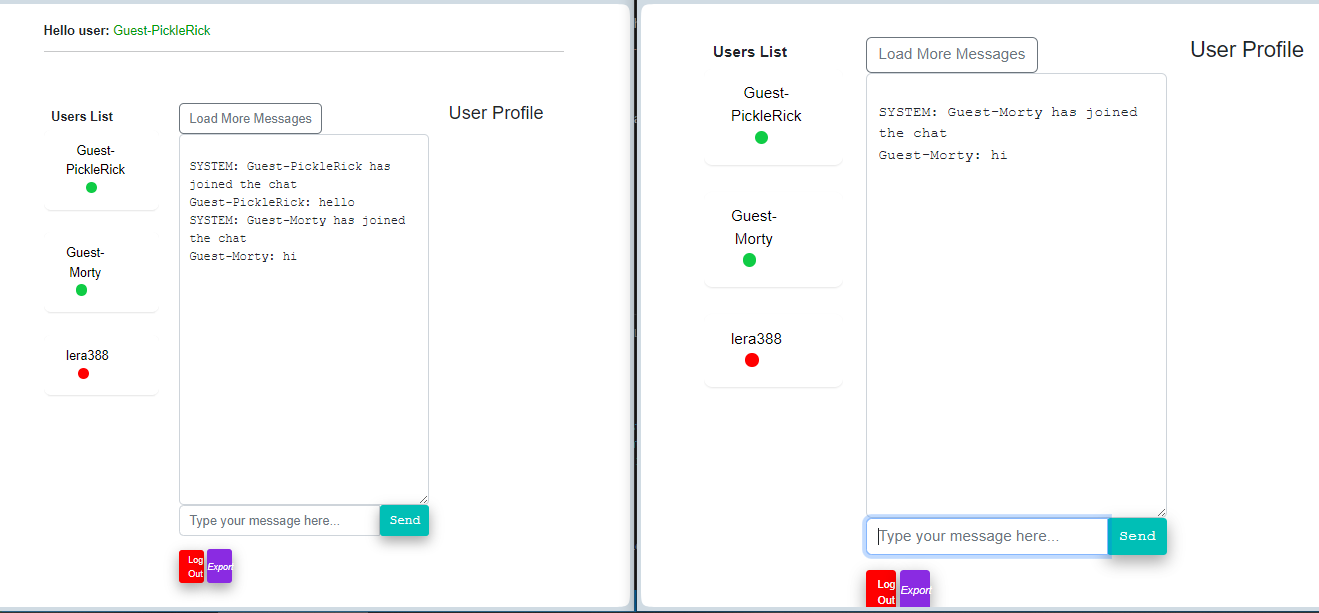 Hello user: Guest-PickleRick
Users List
Guest-
PickleRick
Guest-
Morty
lera388
Load More Messages
SYSTEM: Guest-PickleRick has
joined the chat
Guest-PickleRick: hello
SYSTEM: Guest-Morty has joined
the chat
Guest-Morty: hi
Type your message here...
Send
Log
Out
Export
User Profile
Users List
Guest-
PickleRick
Guest-
Morty
lera388
Load More Messages
SYSTEM: Guest-Morty has joined
the chat
Guest-Morty: hi
Type your message here...
Send
Log
Out
Export
User Profile